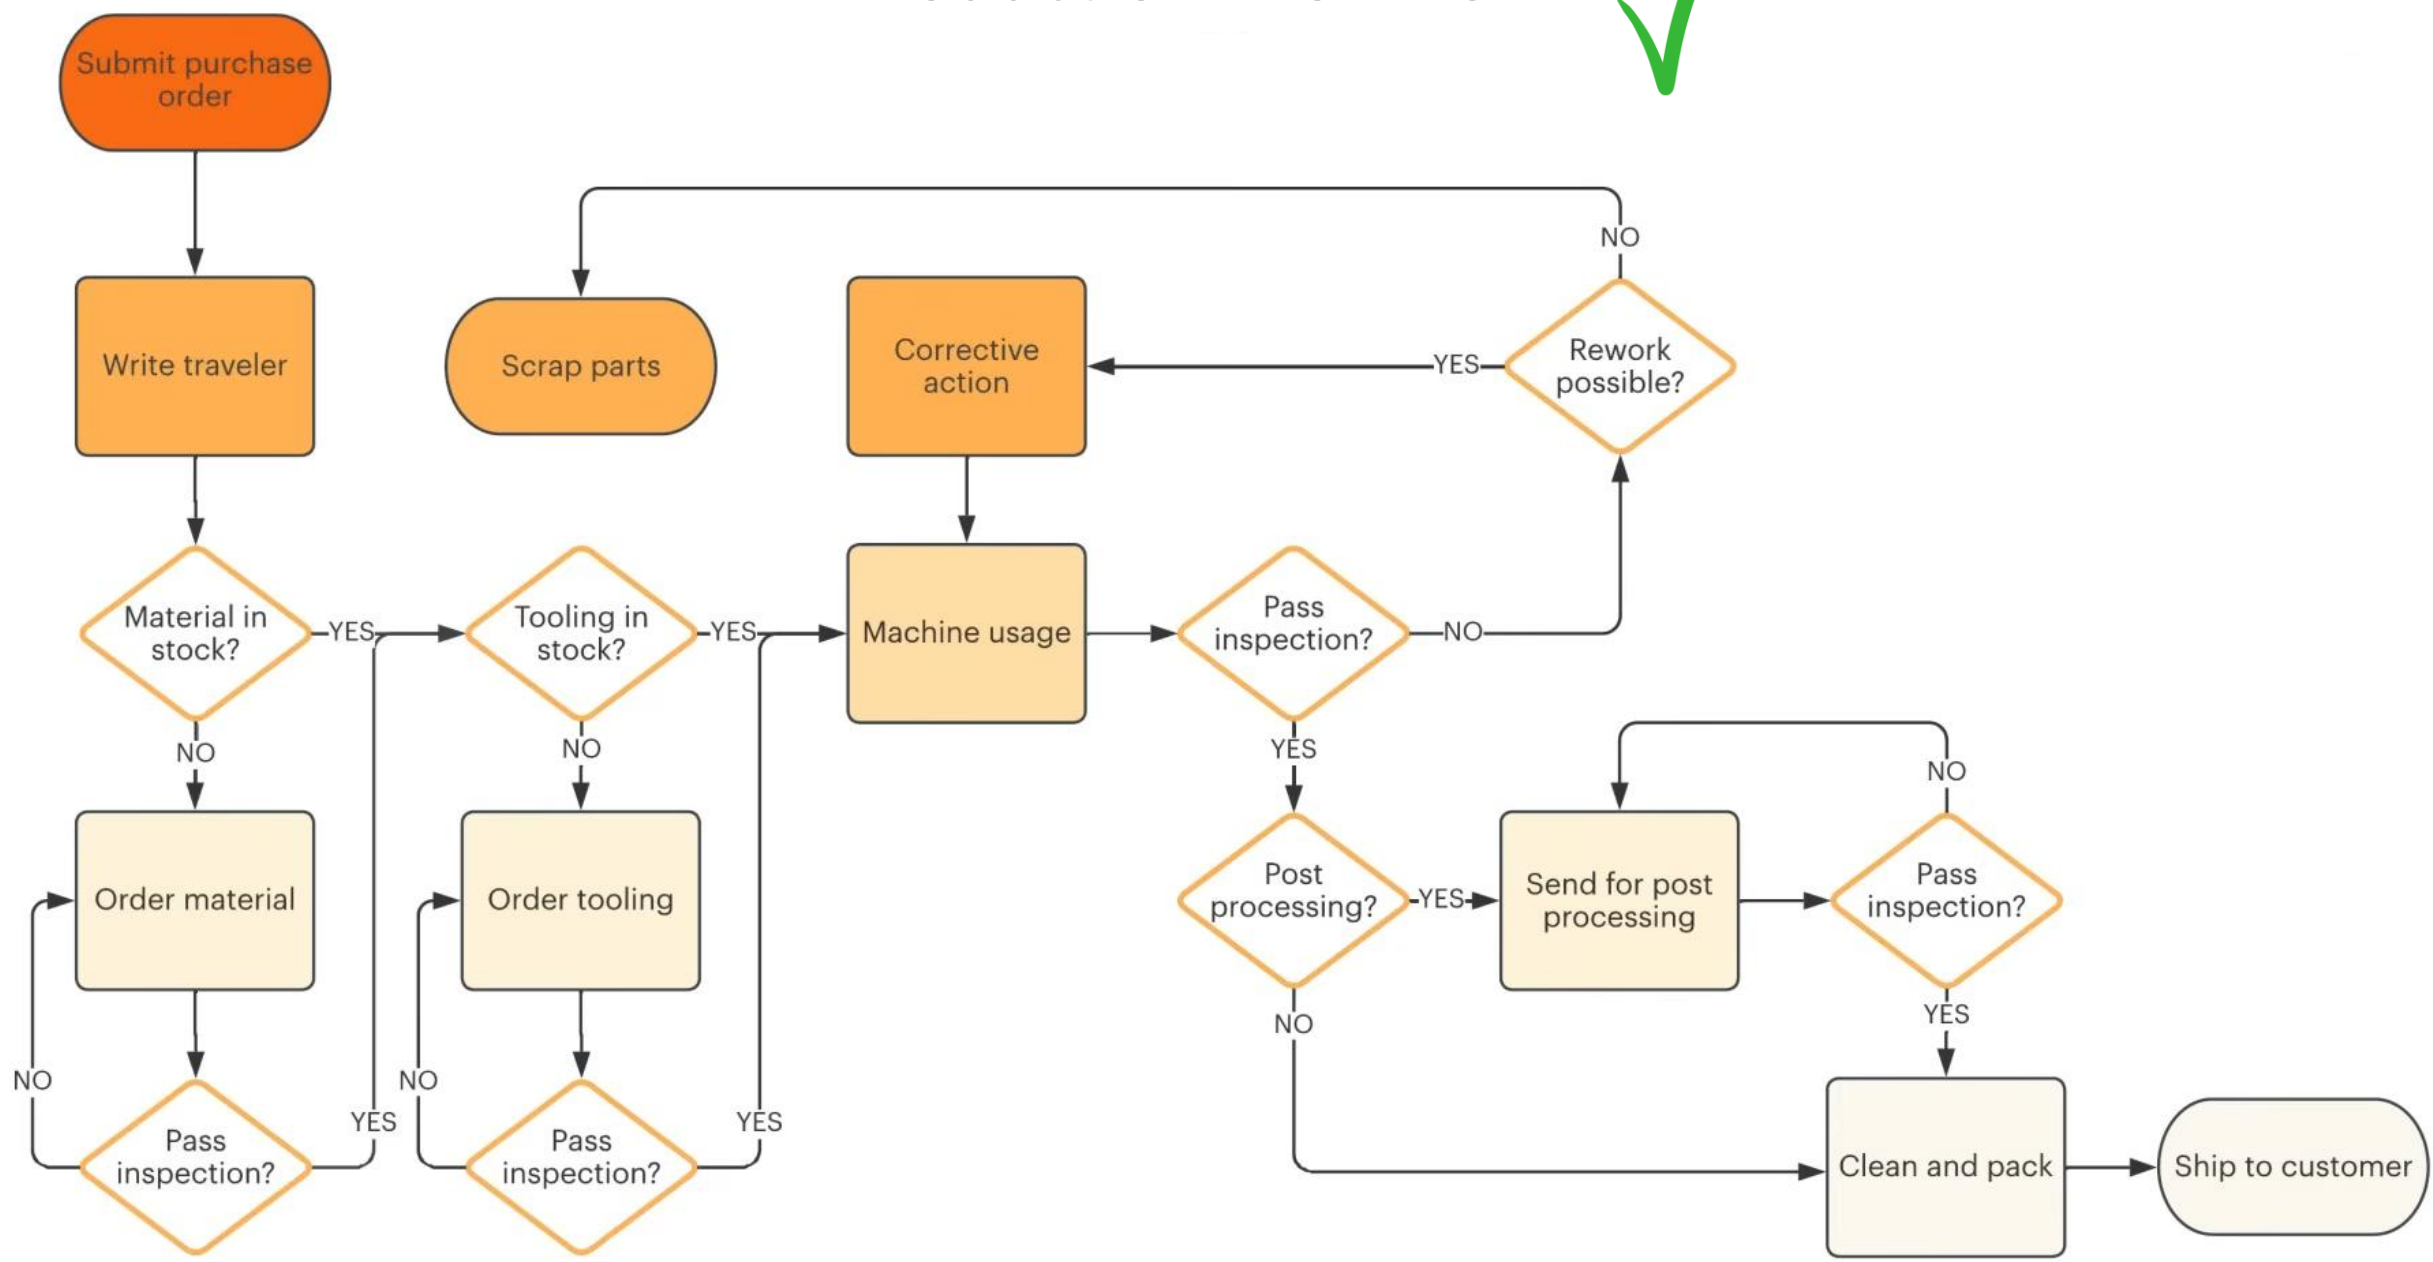 Submit purchase
order
Write traveler
Scrap parts
Corrective
action
YES
Rework
possible?
NO
Material in
stock?
YES
Tooling in
stock?
YES
Machine usage
Pass
inspection?
NO
NO
NO
YES
NO
Order material
Order tooling
Post
processing?
YES
Send for post
processing
Pass
inspection?
NO
YES
NO
YES
NO
YES
Pass
inspection?
Pass
inspection?
Clean and pack
Ship to customer